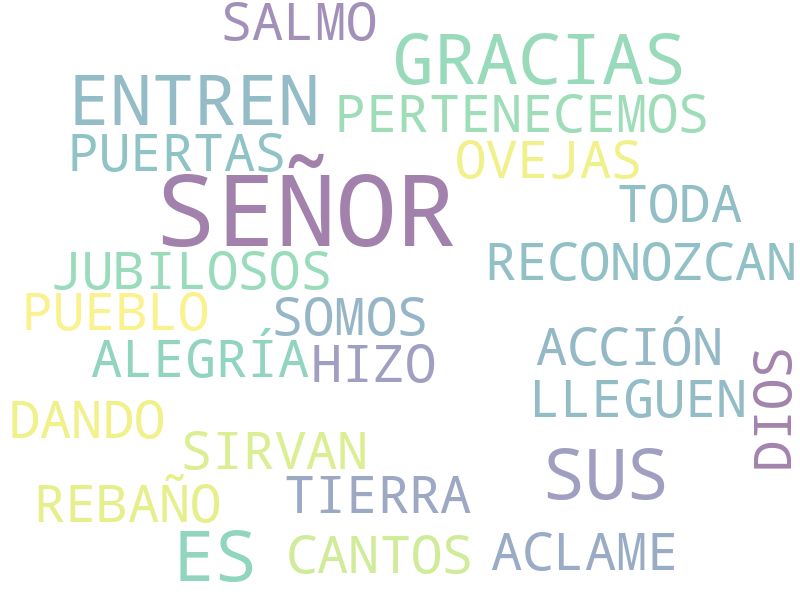 SALMO
GRACIAS
ENTREN
PERTENECEMOS
PUERTAS
OVEJAS
SEÑOR
TODA
RECONOZCAN
JUBILOSOS
PUEBLO
SOMOS
ACCIÓN
ALEGRÍA
HIZO
LLEGUEN
DIOS
DANDO
SIRVAN
SUS
TIERRA
REBAÑO
ES
CANTOS
ACLAME